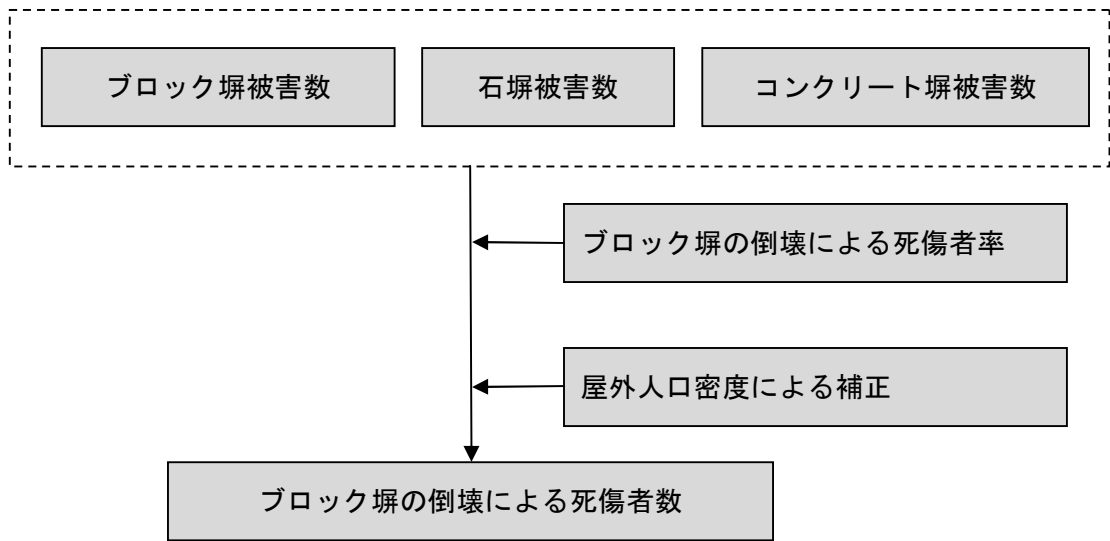 ブロック塀被害数
石塀被害数
コンクリート塀被害数
ブロック塀の倒壊による死傷者率
屋外人口密度による補正
ブロック塀の倒壊による死傷者数